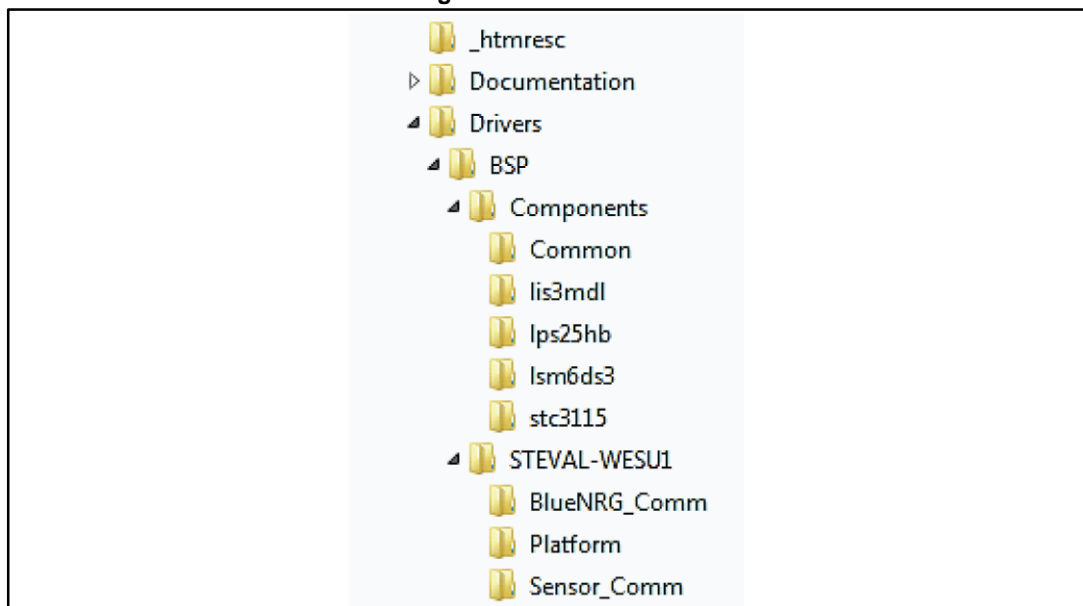 _htmresc
Documentation
Drivers
BSP
Components
Common
lis3mdl
lps25hb
lsm6ds3
stc3115
STEVAL-WESU1
BlueNRG_Comm
Platform
Sensor_Comm